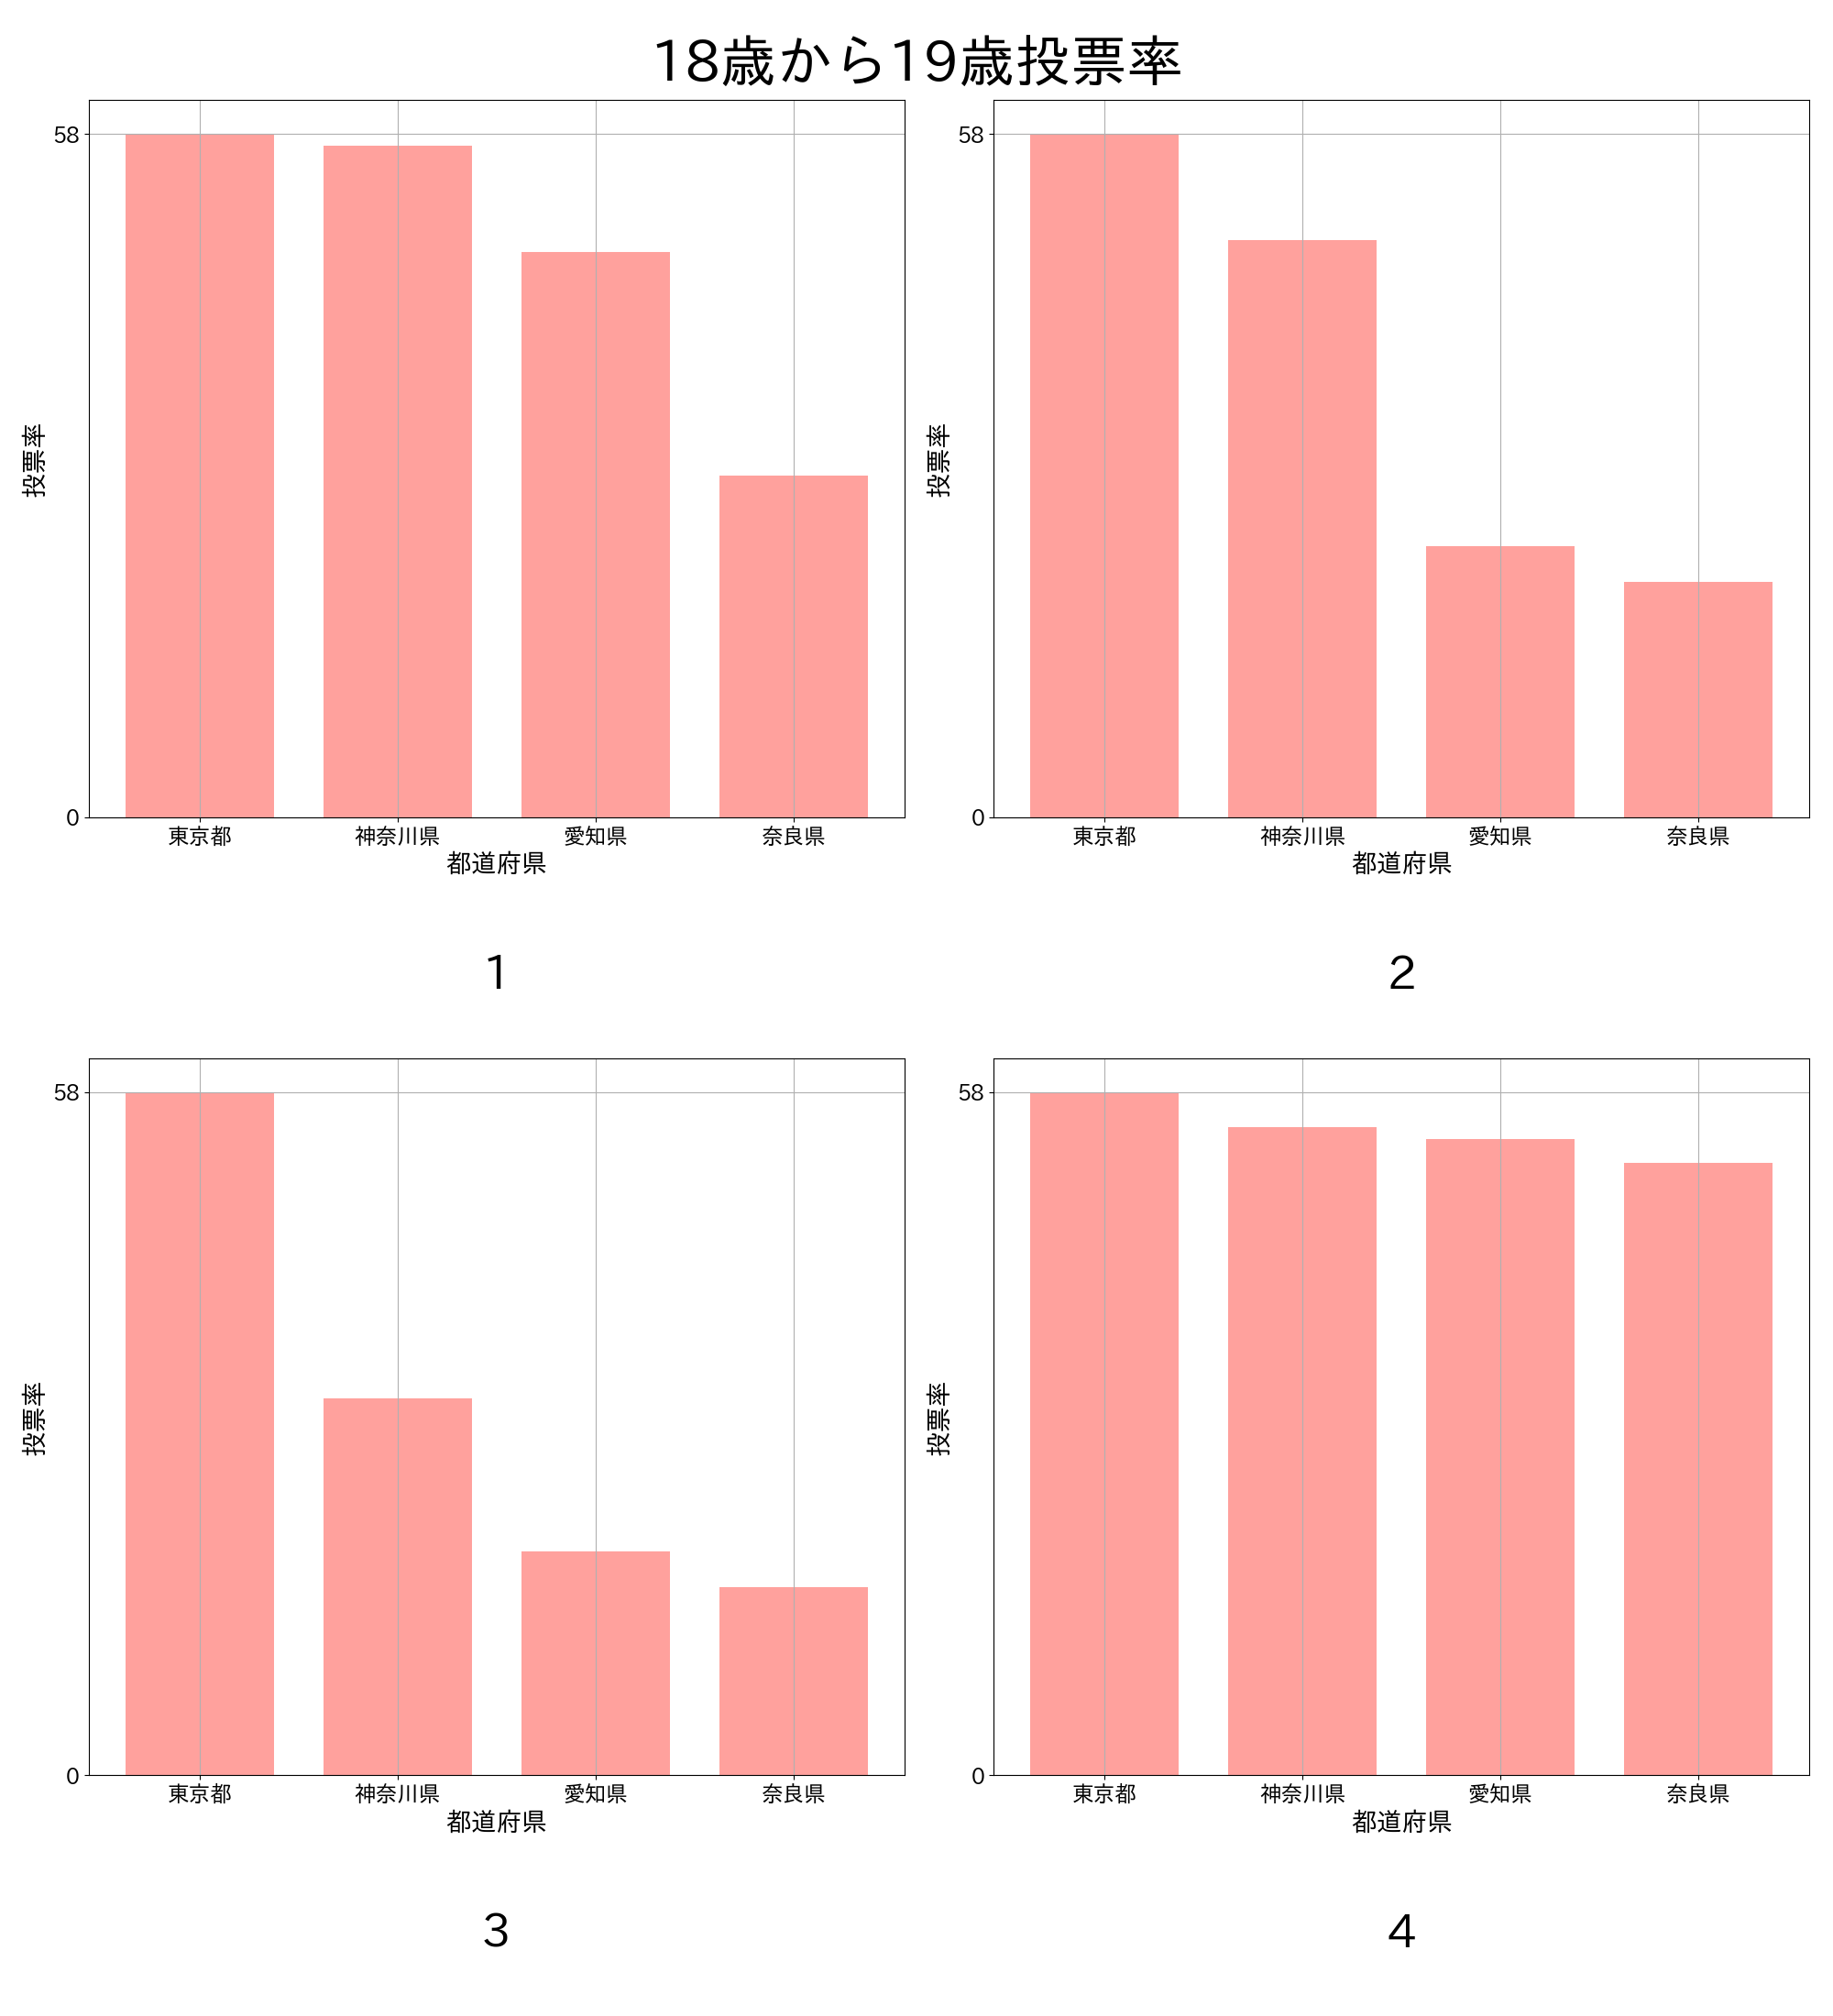 18歳から19歳投票率
58
投票率
0
東京都 神奈川県 愛知県 奈良県
都道府県
1
58
投票率
0
東京都 神奈川県 愛知県 奈良県
都道府県
2
58
投票率
0
東京都 神奈川県 愛知県 奈良県
都道府県
3
58
投票率
0
東京都 神奈川県 愛知県 奈良県
都道府県
4